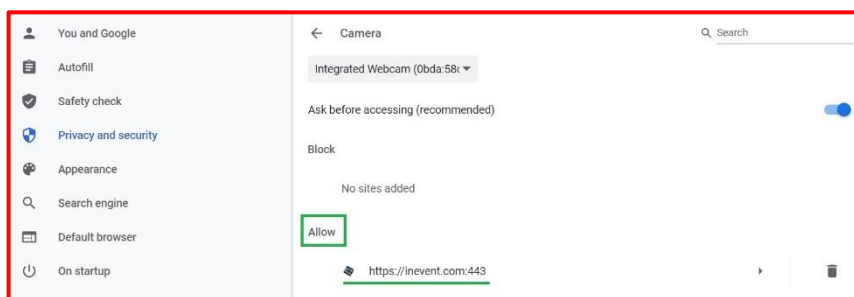 You and Google
Autofill
Safety check
Privacy and security
Appearance
Search engine
Default browser
On startup
Camera
Search
Integrated Webcam (0bda:58
Ask before accessing (recommended)
Block
No sites added
Allow
https://inevent.com:443